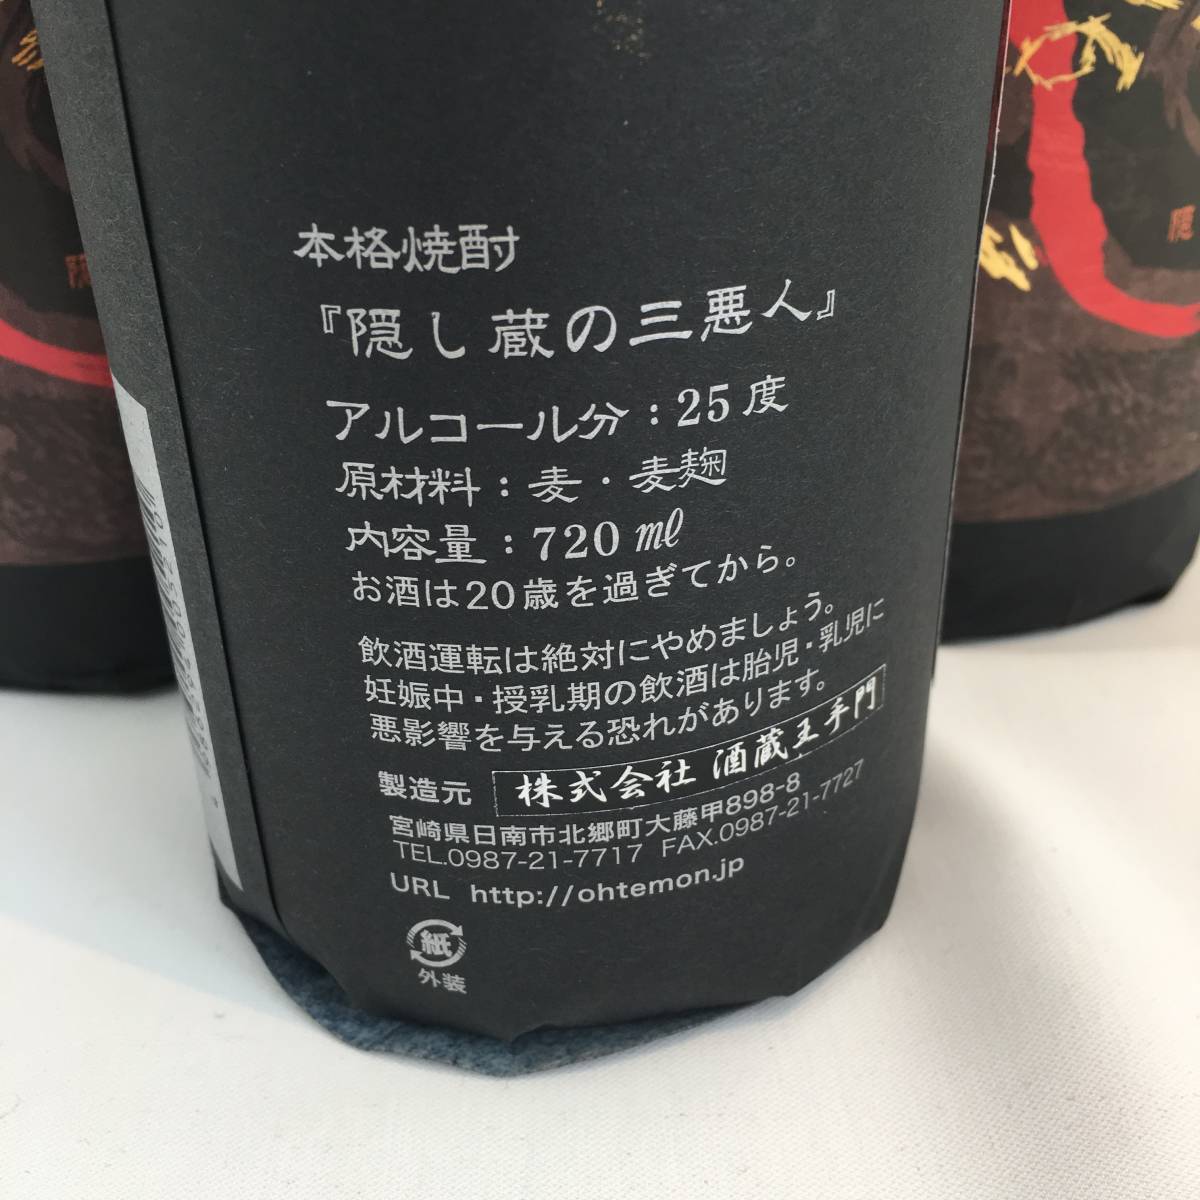 本格焼酎
『隠し蔵の三悪人』
アルコール分：25度
原材料：麦・麦麹
内容量：720㎖
お酒は20歳を過ぎてから。
飲酒運転は絶対にやめましょう。
妊娠中・授乳期の飲酒は胎児・乳児に
悪影響を与える恐れがあります。
製造元 株式会社 酒蔵王手門
宮崎県日南市北郷町大藤甲898-8
TEL.0987-21-7717 FAX.0987-21-7727
URL http://ohtemon.jp
紙
外装
隠
隠